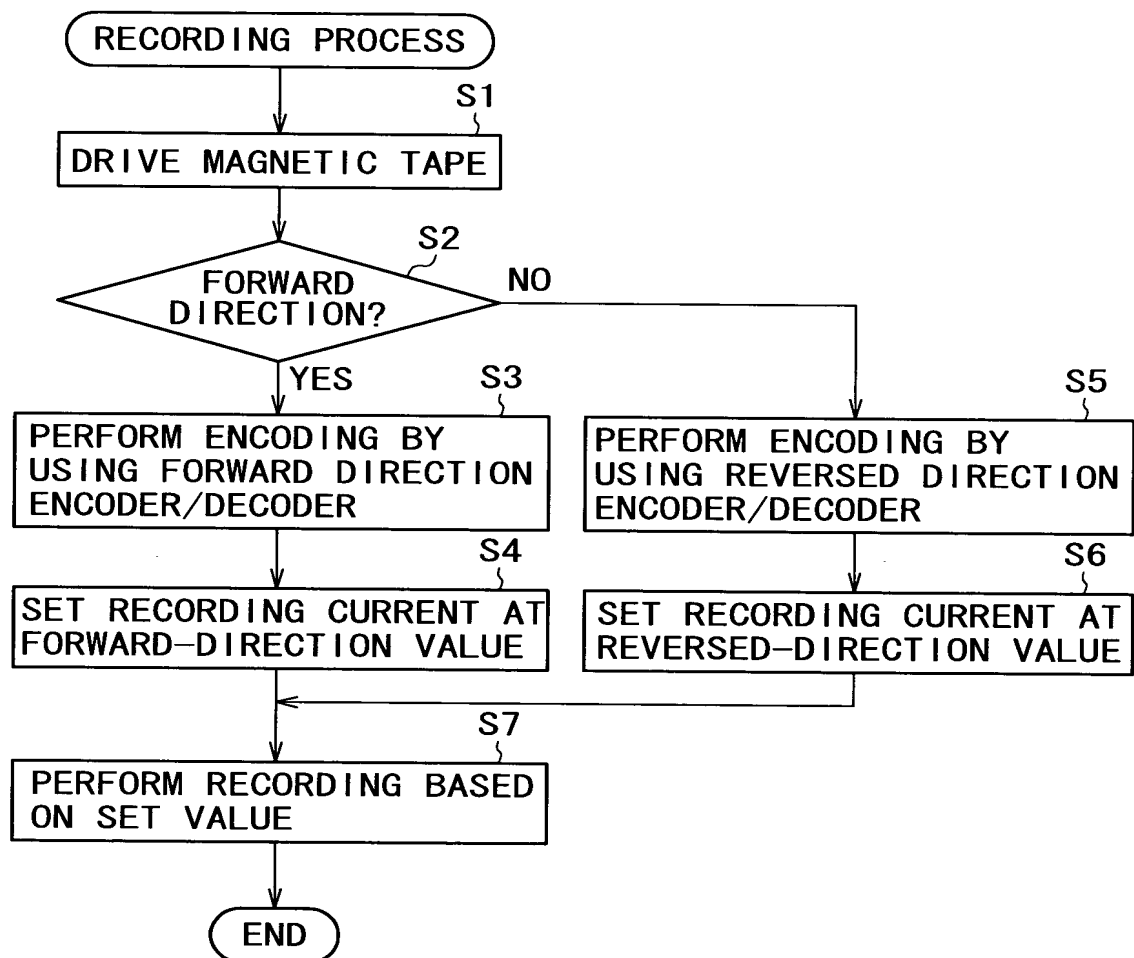 RECORDING PROCESS
S1
DRIVE MAGNETIC TAPE
S2
FORWARD
DIRECTION?
NO
YES
S3
PERFORM ENCODING BY
USING FORWARD DIRECTION
ENCODER/DECODER
S5
PERFORM ENCODING BY
USING REVERSED DIRECTION
ENCODER/DECODER
S4
SET RECORDING CURRENT AT
FORWARD-DIRECTION VALUE
S6
SET RECORDING CURRENT AT
REVERSED-DIRECTION VALUE
S7
PERFORM RECORDING BASED
ON SET VALUE
END